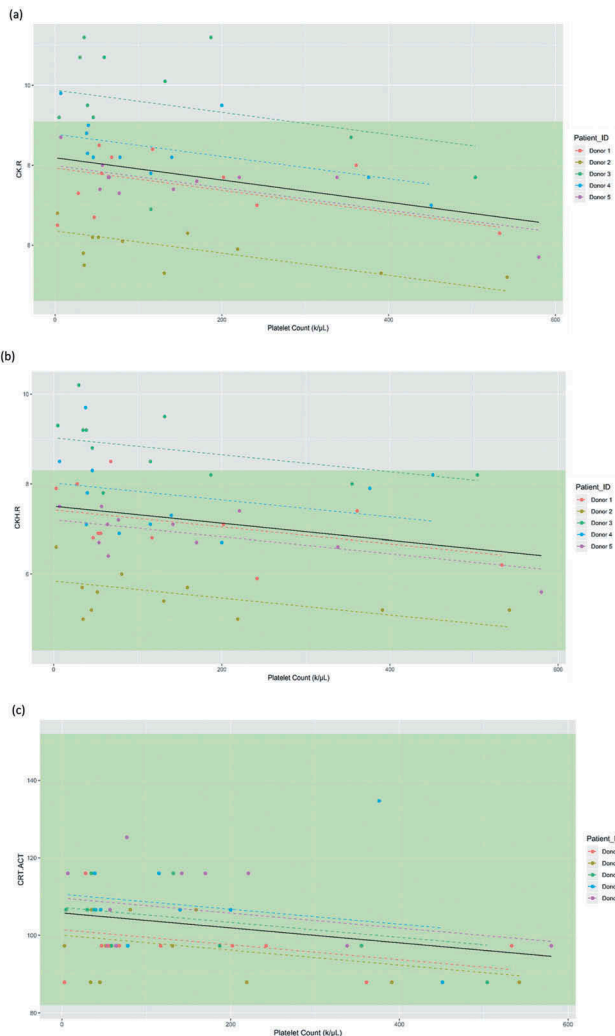 (a)
CK.R
10
8
6
0
200
400
600
Platelet Count (k/µL)
Patient_ID
Donor 1
Donor 2
Donor 3
Donor 4
Donor 5
(b)
CKH.R
10
8
6
0
200
400
600
Platelet Count (k/µL)
Patient_ID
Donor 1
Donor 2
Donor 3
Donor 4
Donor 5
(c)
CRT.ACT
140
120
100
80
0
200
400
600
Platelet Count (k/µL)